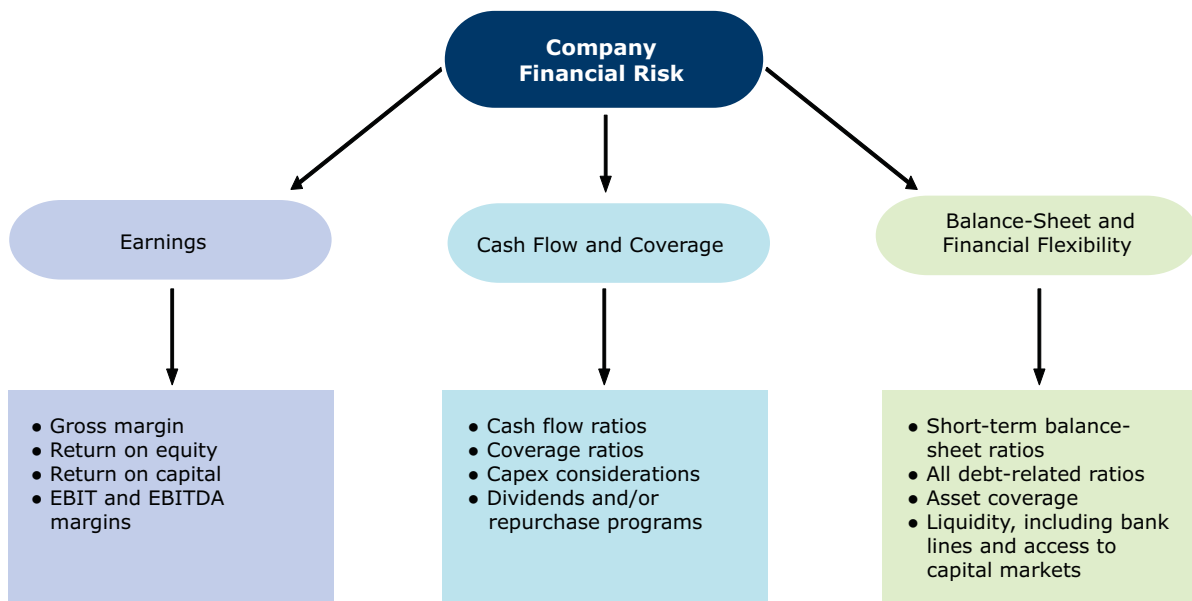 Company
Financial Risk
Earnings
Cash Flow and Coverage
Balance-Sheet and
Financial Flexibility
● Gross margin
● Return on equity
● Return on capital
● EBIT and EBITDA
margins
● Cash flow ratios
● Coverage ratios
● Capex considerations
● Dividends and/or
repurchase programs
● Short-term balance-
sheet ratios
● All debt-related ratios
● Asset coverage
● Liquidity, including bank
lines and access to
capital markets